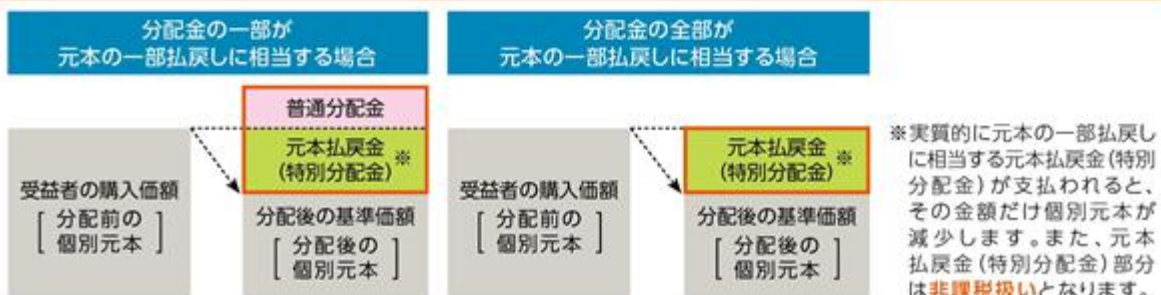 分配金の一部が
元本の一部払戻しに相当する場合
普通分配金
元本払戻金
(特別分配金)※
受益者の購入価額
[分配前の
個別元本]
分配後の基準価額
[分配後の
個別元本]
分配金の全部が
元本の一部払戻しに相当する場合
元本払戻金
(特別分配金)※
受益者の購入価額
[分配前の
個別元本]
分配後の基準価額
[分配後の
個別元本]
※実質的に元本の一部払戻し
に相当する元本払戻金(特別
分配金)が支払われると、
その金額だけ個別元本が
減少します。また、元本
払戻金(特別分配金)部分
は非課税扱いとなります。